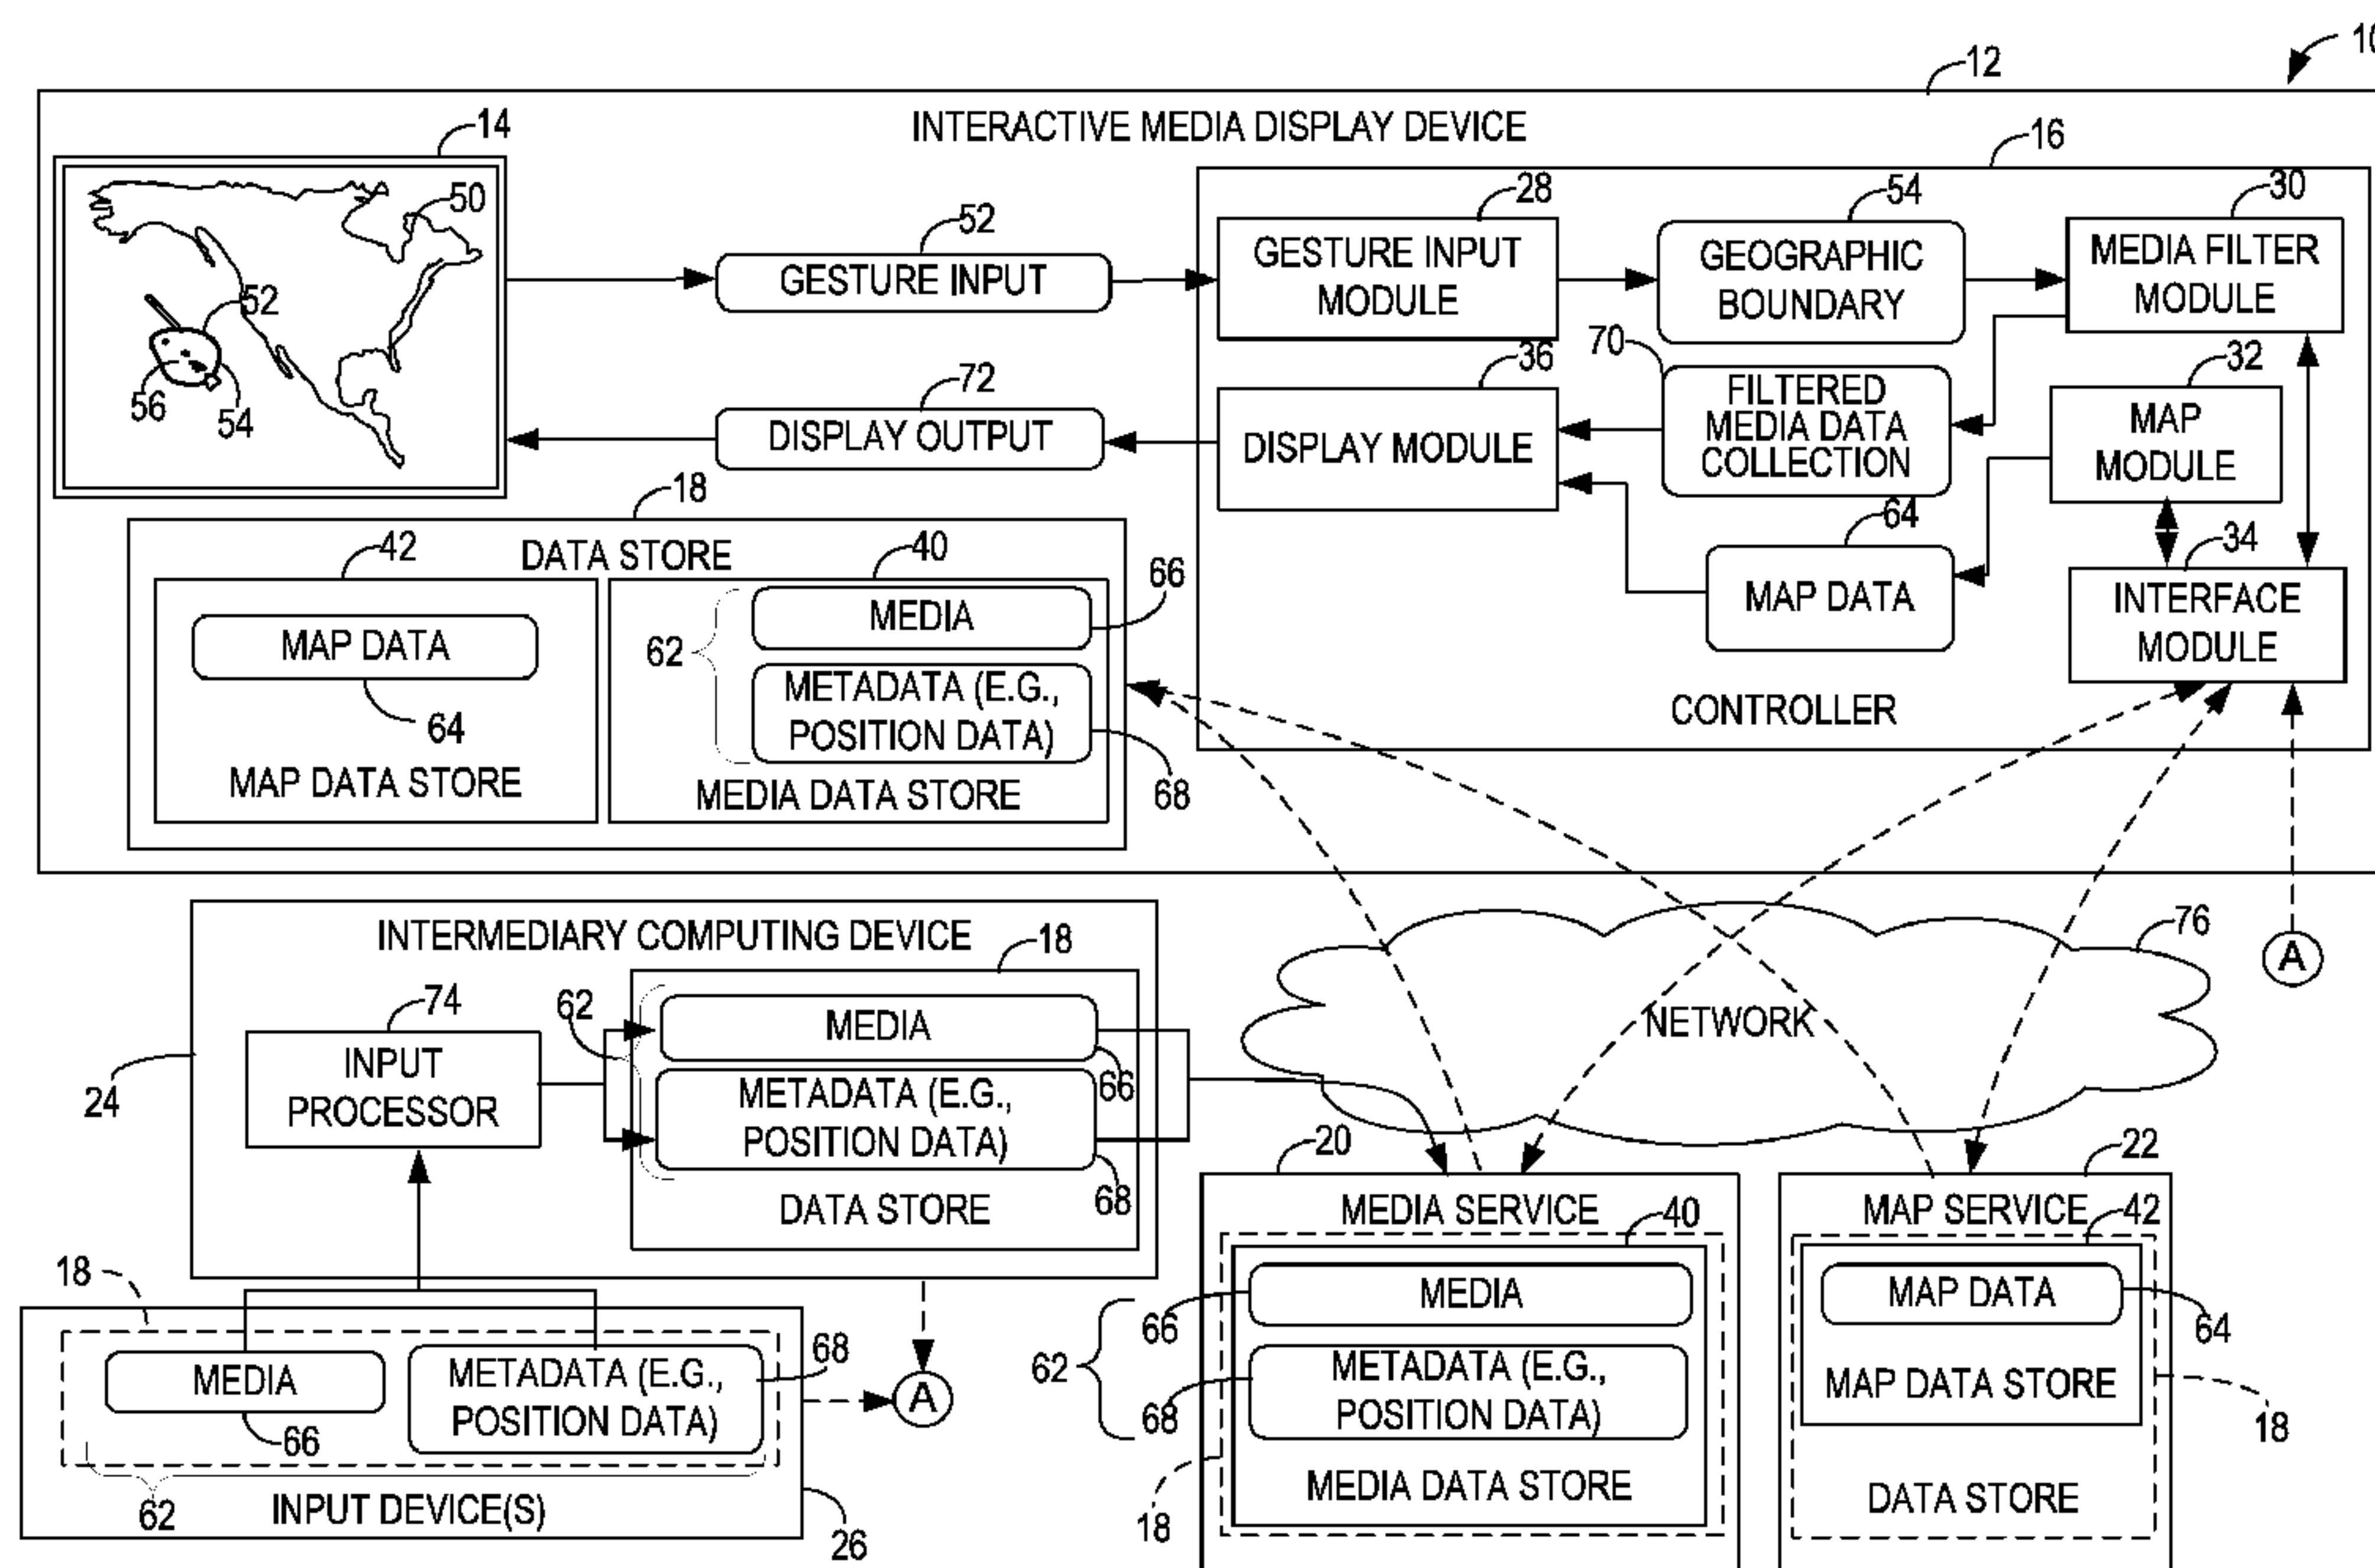 10
12
INTERACTIVE MEDIA DISPLAY DEVICE
14
16
50
52
54
56
52
GESTURE INPUT
28
GESTURE INPUT
MODULE
54
GEOGRAPHIC
BOUNDARY
30
MEDIA FILTER
MODULE
72
DISPLAY OUTPUT
36
DISPLAY MODULE
70
FILTERED
MEDIA DATA
COLLECTION
32
MAP
MODULE
64
MAP DATA
34
INTERFACE
MODULE
CONTROLLER
18
DATA STORE
42
MAP DATA
64
MAP DATA STORE
40
62
MEDIA
66
METADATA (E.G.,
POSITION DATA)
68
MEDIA DATA STORE
INTERMEDIARY COMPUTING DEVICE
24
74
INPUT
PROCESSOR
18
62
MEDIA
66
METADATA (E.G.,
POSITION DATA)
68
DATA STORE
76
NETWORK
A
18
MEDIA
66
METADATA (E.G.,
POSITION DATA)
68
62
INPUT DEVICE(S)
26
A
20
MEDIA SERVICE
40
62
66
MEDIA
68
METADATA (E.G.,
POSITION DATA)
18
MEDIA DATA STORE
22
MAP SERVICE
42
MAP DATA
64
MAP DATA STORE
18
DATA STORE